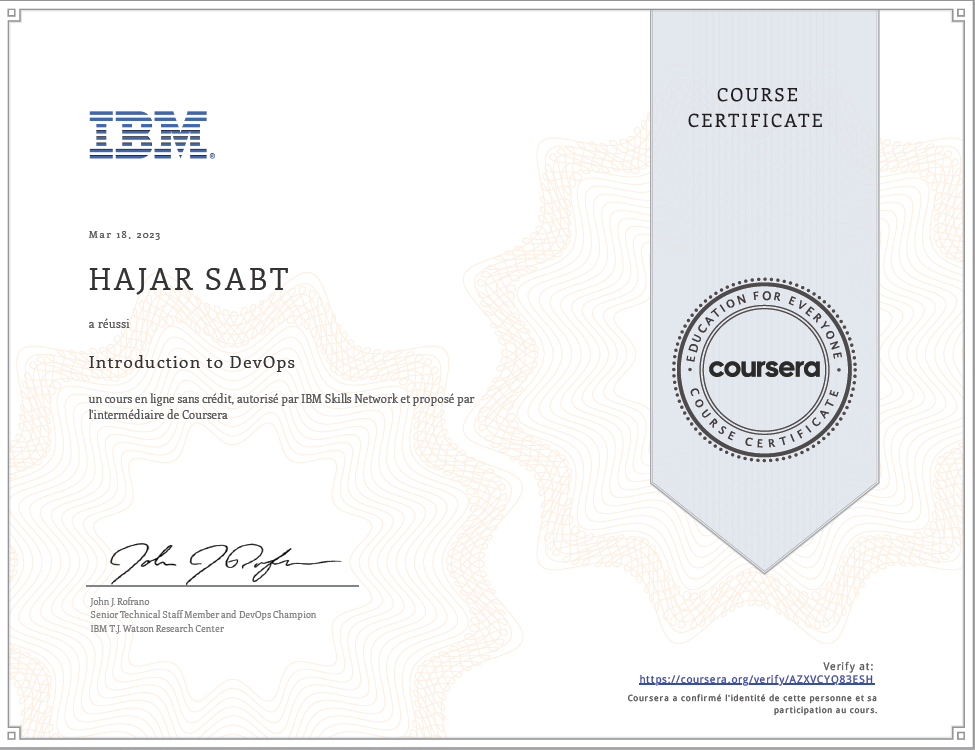 COURSE
CERTIFICATE
IBM®
Mar 18, 2023
HAJAR SABT
a réussi
Introduction to DevOps
un cours en ligne sans crédit, autorisé par IBM Skills Network et proposé par
l'intermédiaire de Coursera
EDUCATION FOR EVERYONE
coursera
COURSE CERTIFICATE
John J Rofrano
John J. Rofrano
Senior Technical Staff Member and DevOps Champion
IBM T.J. Watson Research Center
Verify at:
https://coursera.org/verify/AZXVCYQ83ESH
Coursera a confirmé l'identité de cette personne et sa
participation au cours.